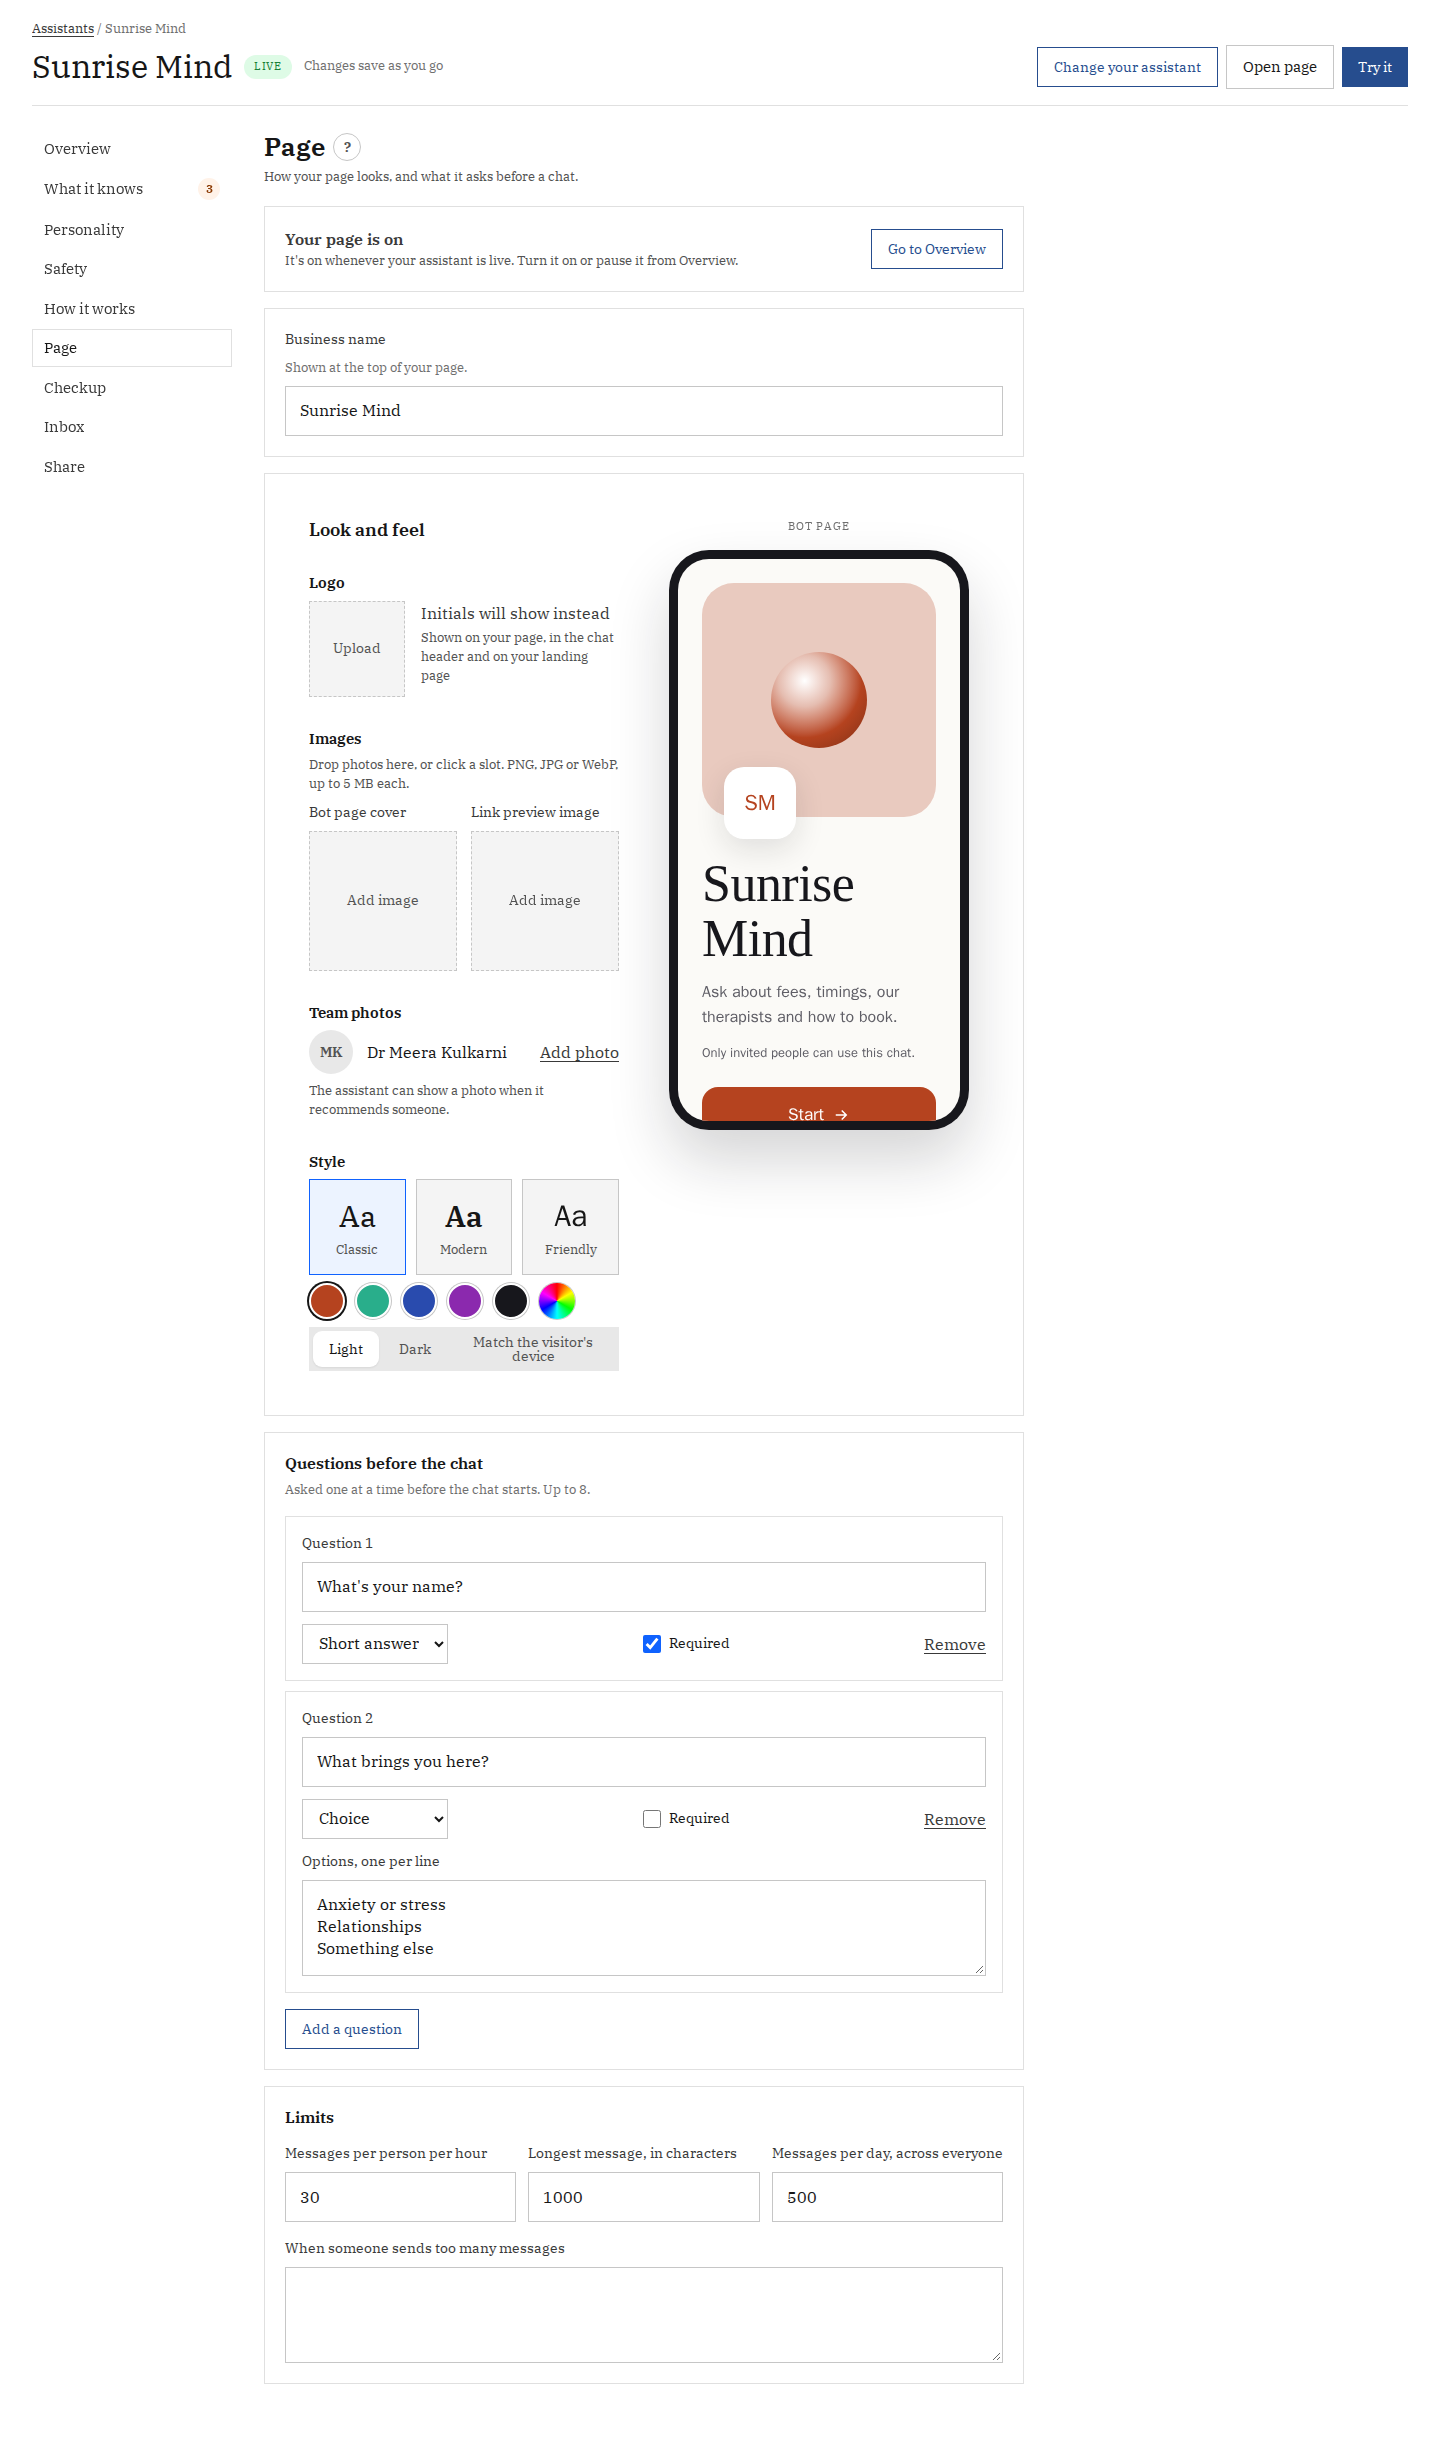 Assistants / Sunrise Mind
Sunrise Mind LIVE Changes save as you go
Change your assistant
Open page
Try it
Overview
What it knows 3
Personality
Safety
How it works
Page
Checkup
Inbox
Share
Page ?
How your page looks, and what it asks before a chat.
Your page is on
It's on whenever your assistant is live. Turn it on or pause it from Overview.
Go to Overview
Business name
Shown at the top of your page.
Sunrise Mind
Look and feel
Logo
Upload
Initials will show instead
Shown on your page, in the chat
header and on your landing
page
Images
Drop photos here, or click a slot. PNG, JPG or WebP,
up to 5 MB each.
Bot page cover
Link preview image
Add image
Add image
Team photos
MK Dr Meera Kulkarni Add photo
The assistant can show a photo when it
recommends someone.
Style
Aa
Classic
Aa
Modern
Aa
Friendly
Light
Dark
Match the visitor's
device
BOT PAGE
SM
Sunrise
Mind
Ask about fees, timings, our
therapists and how to book.
Only invited people can use this chat.
Start →
Questions before the chat
Asked one at a time before the chat starts. Up to 8.
Question 1
What's your name?
Short answer
Required
Remove
Question 2
What brings you here?
Choice
Required
Remove
Options, one per line
Anxiety or stress
Relationships
Something else
Add a question
Limits
Messages per person per hour
30
Longest message, in characters
1000
Messages per day, across everyone
500
When someone sends too many messages